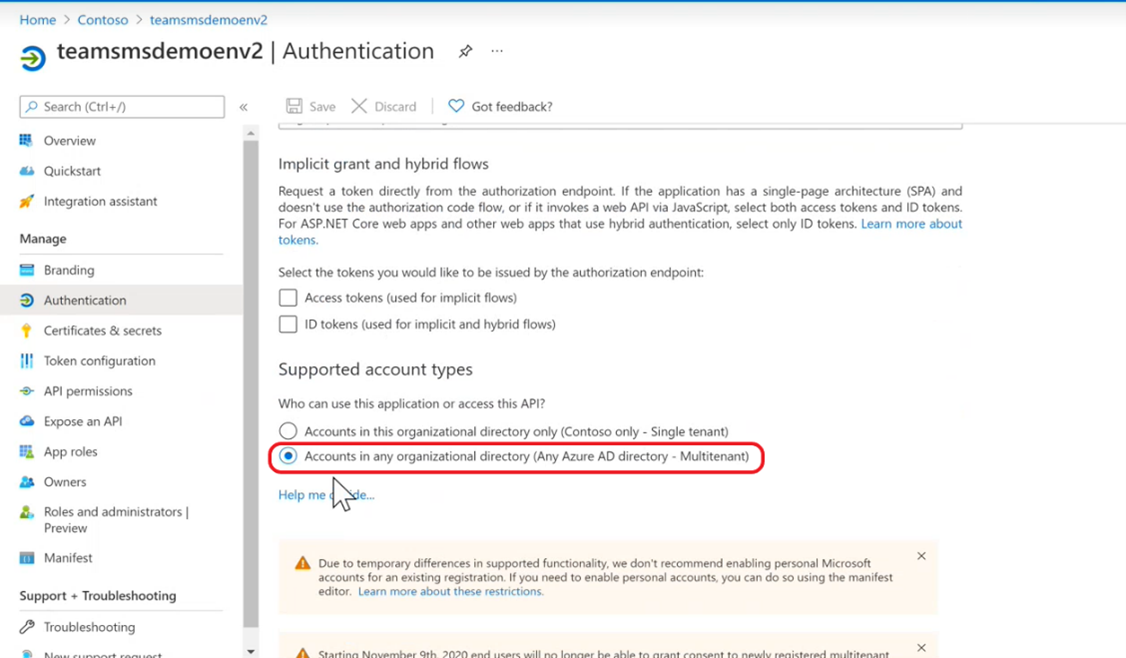 Home > Contoso > teamsmsdemoenv2
teamsmsdemoenv2 | Authentication
Search (Ctrl+/)
«
Save
Discard
Got feedback?
Overview
Quickstart
Integration assistant
Manage
Branding
Authentication
Certificates & secrets
Token configuration
API permissions
Expose an API
App roles
Owners
Roles and administrators |
Preview
Manifest
Support + Troubleshooting
Troubleshooting
New support request
Implicit grant and hybrid flows
Request a token directly from the authorization endpoint. If the application has a single-page architecture (SPA) and
doesn't use the authorization code flow, or if it invokes a web API via JavaScript, select both access tokens and ID tokens.
For ASP.NET Core web apps and other web apps that use hybrid authentication, select only ID tokens. Learn more about
tokens.
Select the tokens you would like to be issued by the authorization endpoint:
Access tokens (used for implicit flows)
ID tokens (used for implicit and hybrid flows)
Supported account types
Who can use this application or access this API?
Accounts in this organizational directory only (Contoso only - Single tenant)
Accounts in any organizational directory (Any Azure AD directory - Multitenant)
Help me decide...
Due to temporary differences in supported functionality, we don't recommend enabling personal Microsoft
accounts for an existing registration. If you need to enable personal accounts, you can do so using the manifest
editor. Learn more about these restrictions.
Starting November 9th, 2020 end users will no longer be able to grant consent to newly registered multitenant